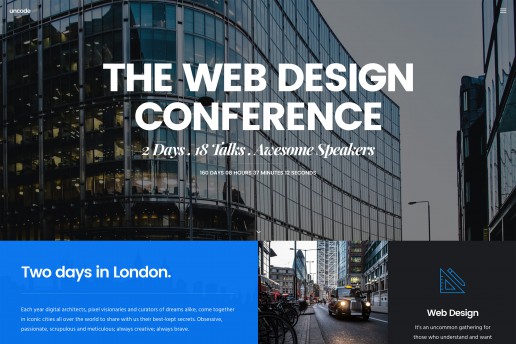 uncode
THE WEB DESIGN
CONFERENCE
2 Days . 18 Talks . Awesome Speakers
160 DAYS 08 HOURS 37 MINUTES 12 SECONDS
Two days in London.
Each year digital architects, pixel visionaries and curators of dreams alike, come together
in iconic cities all over the world to share with us their best-kept secrets. Obsessive,
passionate, scrupulous and meticulous; always creative; always brave.
Web Design
It's an uncommon gathering for
those who understand and want